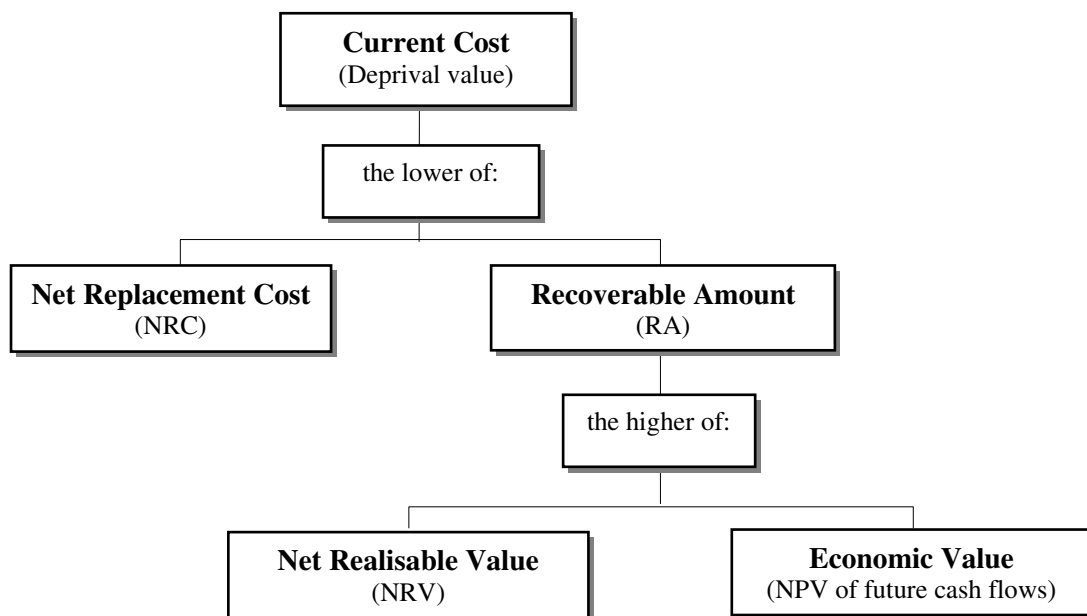 Current Cost
(Deprival value)
the lower of:
Net Replacement Cost
(NRC)
Recoverable Amount
(RA)
the higher of:
Net Realisable Value
(NRV)
Economic Value
(NPV of future cash flows)